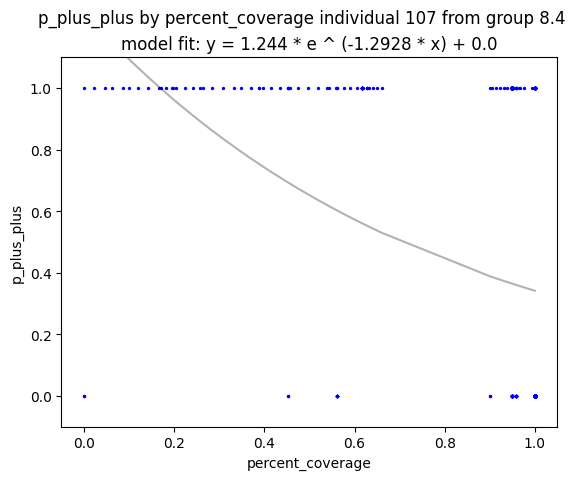 p_plus_plus by percent_coverage individual 107 from group 8.4
model fit: y = 1.244 * e ^ (-1.2928 * x) + 0.0
1.0
0.8
0.6
0.4
0.2
0.0
p_plus_plus
0.0 0.2 0.4 0.6 0.8 1.0
percent_coverage